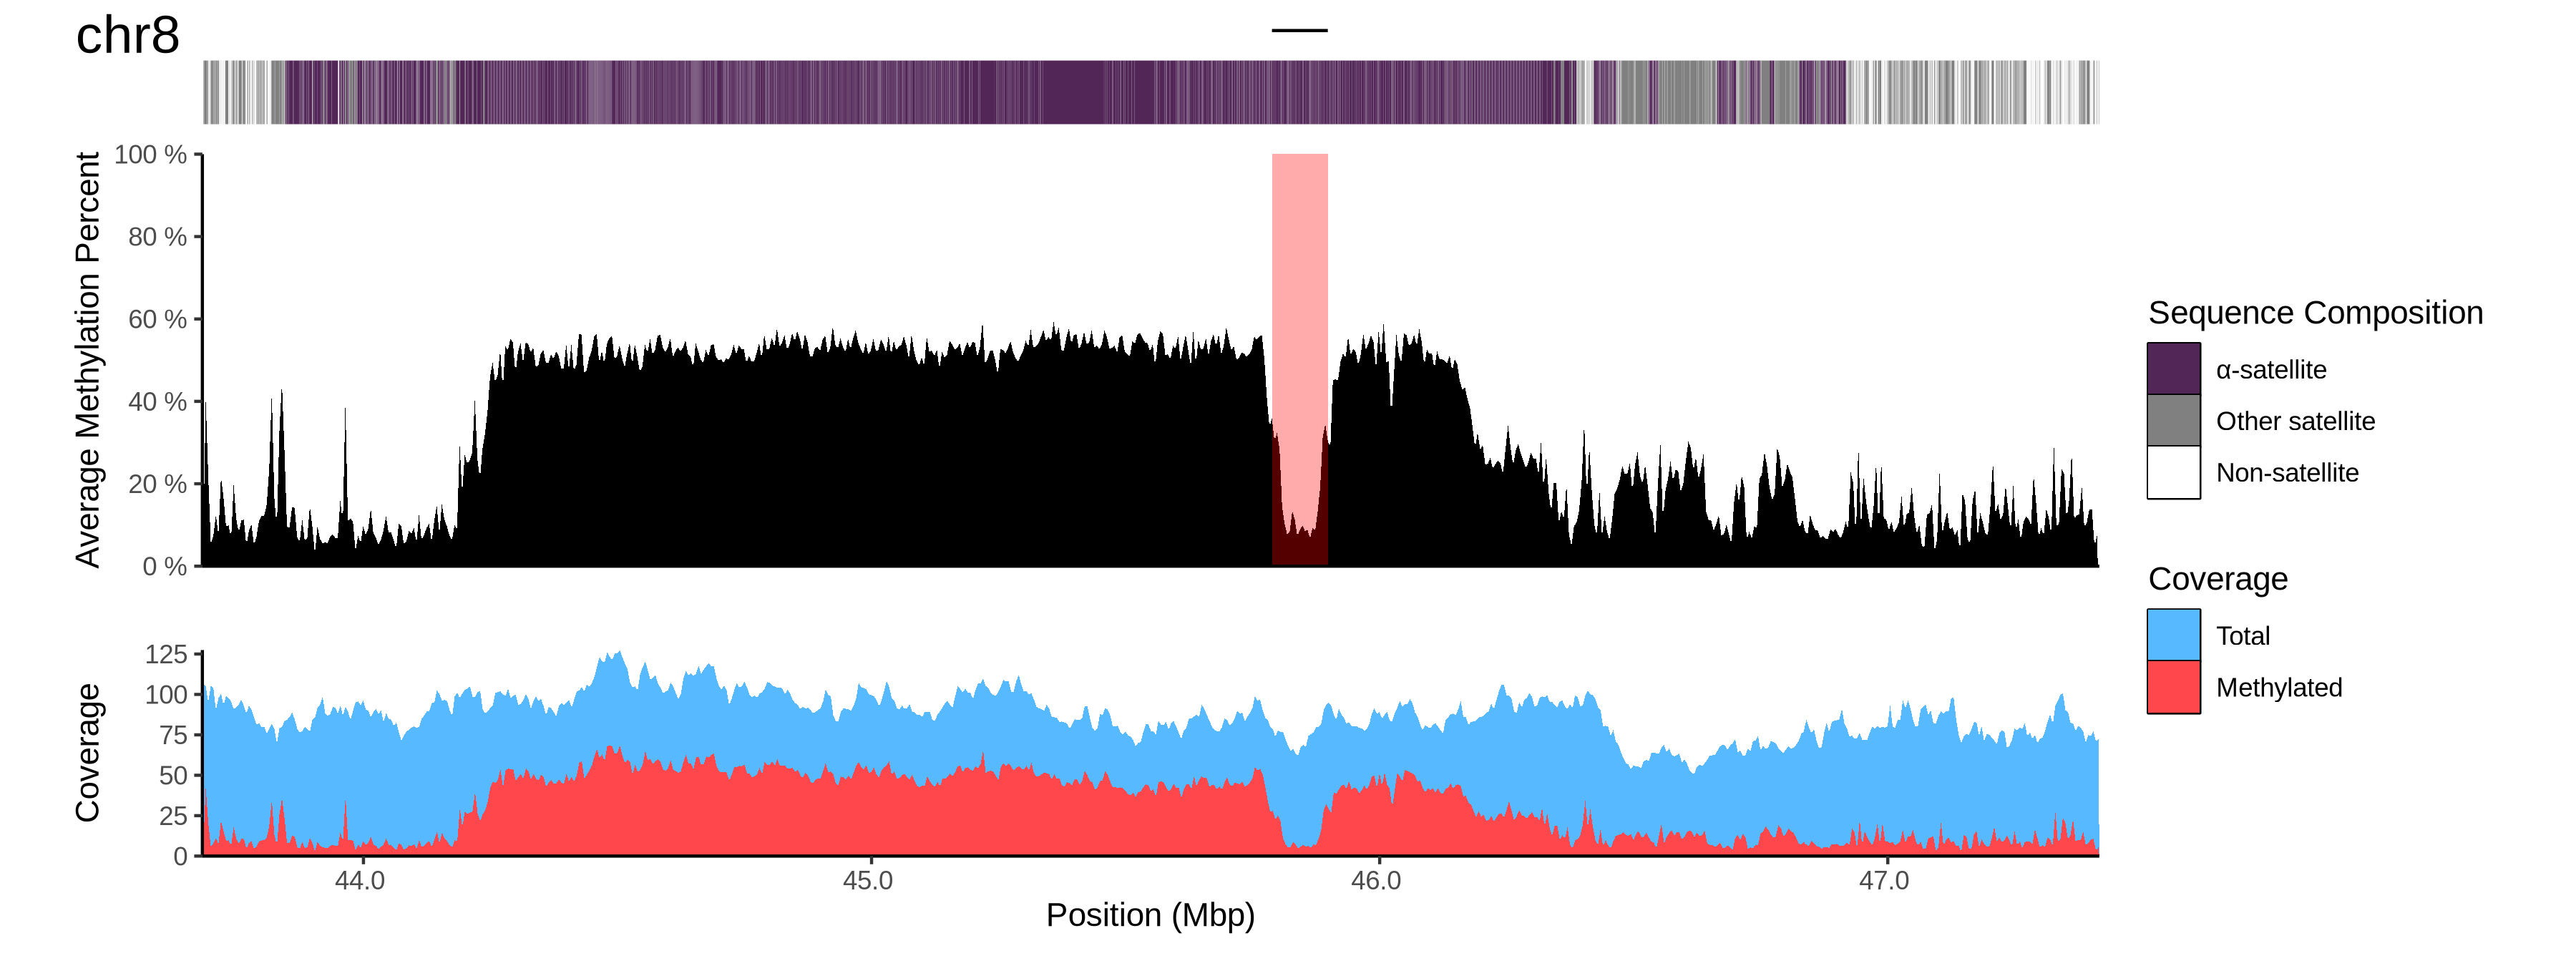 chr8
Average Methylation Percent
100 %
80 %
60 %
40 %
20 %
0 %
Sequence Composition
α-satellite
Other satellite
Non-satellite
Coverage
Total
Methylated
Coverage
125
100
75
50
25
0
44.0
45.0
46.0
47.0
Position (Mbp)